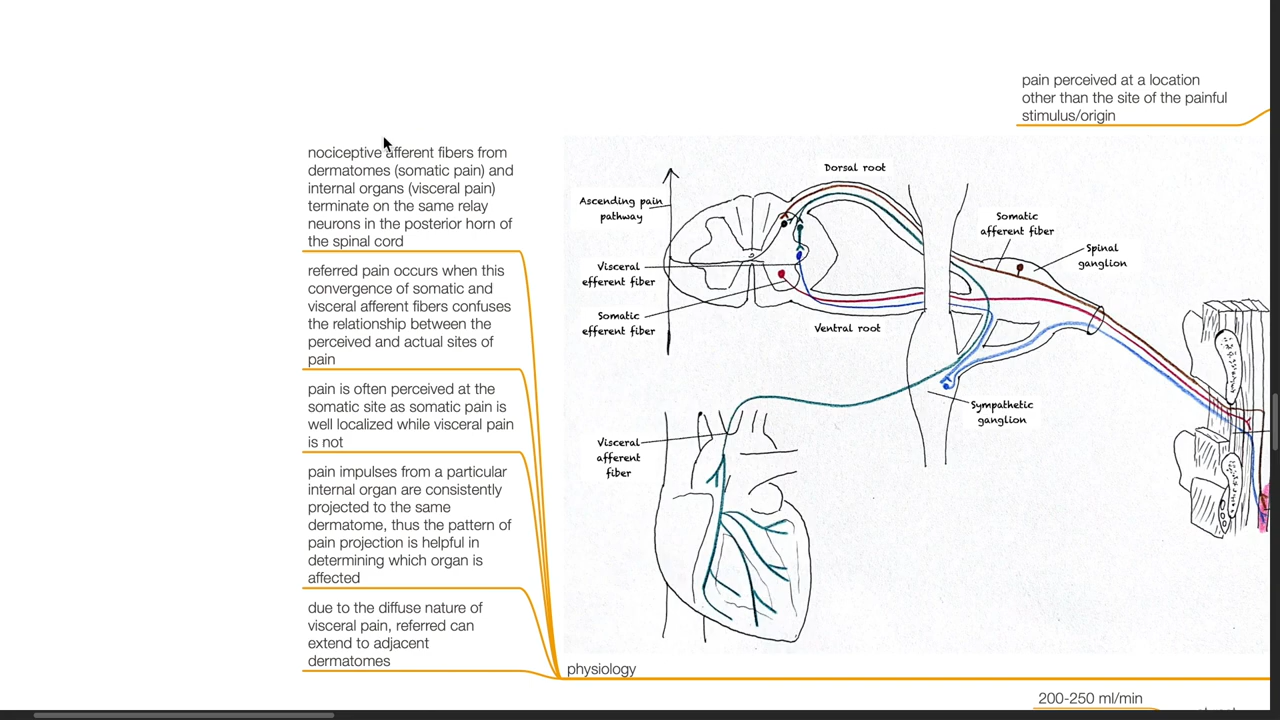 pain perceived at a location
other than the site of the painful
stimulus/origin
nociceptive afferent fibers from
dermatomes (somatic pain) and
internal organs (visceral pain)
terminate on the same relay
neurons in the posterior horn of
the spinal cord
referred pain occurs when this
convergence of somatic and
visceral afferent fibers confuses
the relationship between the
perceived and actual sites of
pain
pain is often perceived at the
somatic site as somatic pain is
well localized while visceral pain
is not
pain impulses from a particular
internal organ are consistently
projected to the same
dermatome, thus the pattern of
pain projection is helpful in
determining which organ is
affected
due to the diffuse nature of
visceral pain, referred can
extend to adjacent
dermatomes
Dorsal root
Ascending pain
pathway
Somatic
afferent fiber
Spinal
ganglion
Visceral
efferent fiber
Somatic
efferent fiber
Ventral root
Sympathetic
ganglion
Visceral
afferent
fiber
physiology
200-250 ml/min